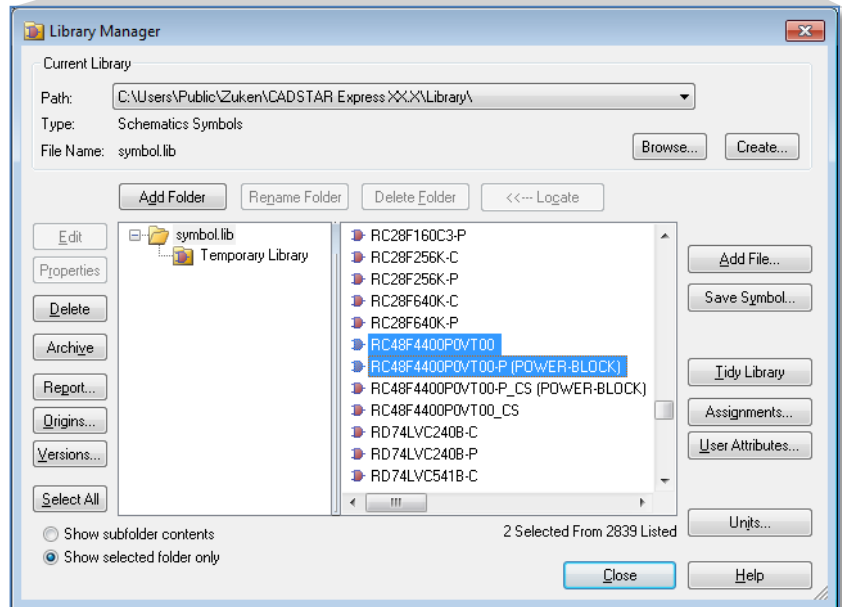 Library Manager
Current Library
Path: C:\Users\Public\Zuken\CADSTAR Express XX.X\Library\
Type: Schematics Symbols
File Name: symbol.lib
Browse... Create...
Add Folder Rename Folder Delete Folder <<--- Locate
Edit
Properties
Delete
Archive
Report...
Origins...
Versions...
Select All
symbol.lib
Temporary Library
RC28F160C3-P
RC28F256K-C
RC28F256K-P
RC28F640K-C
RC28F640K-P
RC48F4400P0VT00
RC48F4400P0VT00-P (POWER-BLOCK)
RC48F4400P0VT00-P_CS (POWER-BLOCK)
RC48F4400P0VT00_CS
RD74LVC240B-C
RD74LVC240B-P
RD74LVC541B-C
Add File...
Save Symbol...
Tidy Library
Assignments...
User Attributes...
Units...
Show subfolder contents
Show selected folder only
2 Selected From 2839 Listed
Close Help